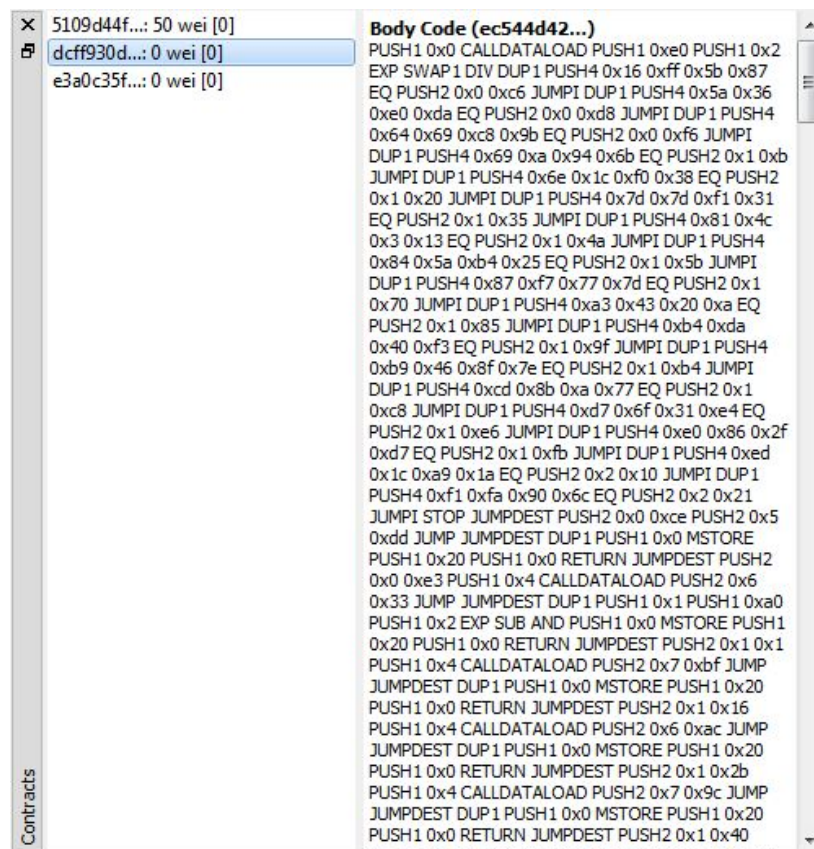 5109d44f...: 50 wei [0]
dcff930d...: 0 wei [0]
e3a0c35f...: 0 wei [0]
Contracts
Body Code (ec544d42...)
PUSH1 0x0 CALLDATALOAD PUSH1 0xe0 PUSH1 0x2
EXP SWAP1 DIV DUP1 PUSH4 0x16 0xff 0x5b 0x87
EQ PUSH2 0x0 0xc6 JUMPI DUP1 PUSH4 0x5a 0x36
0xe0 0xda EQ PUSH2 0x0 0xd8 JUMPI DUP1 PUSH4
0x64 0x69 0xc8 0x9b EQ PUSH2 0x0 0xf6 JUMPI
DUP1 PUSH4 0x69 0xa 0x94 0x6b EQ PUSH2 0x1 0xb
JUMPI DUP1 PUSH4 0x6e 0x1c 0xf0 0x38 EQ PUSH2
0x1 0x20 JUMPI DUP1 PUSH4 0x7d 0x7d 0xf1 0x31
EQ PUSH2 0x1 0x35 JUMPI DUP1 PUSH4 0x81 0x4c
0x3 0x13 EQ PUSH2 0x1 0x4a JUMPI DUP1 PUSH4
0x84 0x5a 0xb4 0x25 EQ PUSH2 0x1 0x5b JUMPI
DUP1 PUSH4 0x87 0xf7 0x77 0x7d EQ PUSH2 0x1
0x70 JUMPI DUP1 PUSH4 0xa3 0x43 0x20 0xa EQ
PUSH2 0x1 0x85 JUMPI DUP1 PUSH4 0xb4 0xda
0x40 0xf3 EQ PUSH2 0x1 0x9f JUMPI DUP1 PUSH4
0xb9 0x46 0x8f 0x7e EQ PUSH2 0x1 0xb4 JUMPI
DUP1 PUSH4 0xcd 0x8b 0xa 0x77 EQ PUSH2 0x1
0xc8 JUMPI DUP1 PUSH4 0xd7 0x6f 0x31 0xe4 EQ
PUSH2 0x1 0xe6 JUMPI DUP1 PUSH4 0xe0 0x86 0x2f
0xd7 EQ PUSH2 0x1 0xfb JUMPI DUP1 PUSH4 0xed
0x1c 0xa9 0x1a EQ PUSH2 0x2 0x10 JUMPI DUP1
PUSH4 0xf1 0xfa 0x90 0x6c EQ PUSH2 0x2 0x21
JUMPI STOP JUMPDEST PUSH2 0x0 0xce PUSH2 0x5
0xdd JUMP JUMPDEST DUP1 PUSH1 0x0 MSTORE
PUSH1 0x20 PUSH1 0x0 RETURN JUMPDEST PUSH2
0x0 0xe3 PUSH1 0x4 CALLDATALOAD PUSH2 0x6
0x33 JUMP JUMPDEST DUP1 PUSH1 0x1 PUSH1 0xa0
PUSH1 0x2 EXP SUB AND PUSH1 0x0 MSTORE PUSH1
0x20 PUSH1 0x0 RETURN JUMPDEST PUSH2 0x1 0x1
PUSH1 0x4 CALLDATALOAD PUSH2 0x7 0xbf JUMP
JUMPDEST DUP1 PUSH1 0x0 MSTORE PUSH1 0x20
PUSH1 0x0 RETURN JUMPDEST PUSH2 0x1 0x16
PUSH1 0x4 CALLDATALOAD PUSH2 0x6 0xac JUMP
JUMPDEST DUP1 PUSH1 0x0 MSTORE PUSH1 0x20
PUSH1 0x0 RETURN JUMPDEST PUSH2 0x1 0x2b
PUSH1 0x4 CALLDATALOAD PUSH2 0x7 0x9c JUMP
JUMPDEST DUP1 PUSH1 0x0 MSTORE PUSH1 0x20
PUSH1 0x0 RETURN JUMPDEST PUSH2 0x1 0x40